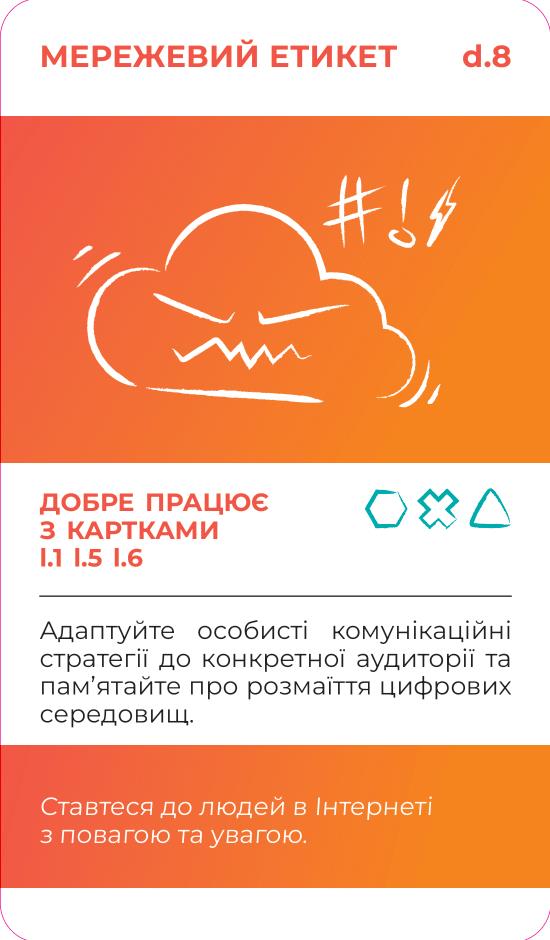 МЕРЕЖЕВИЙ ЕТИКЕТ d.8
#!
ДОБРЕ ПРАЦЮЄ
З КАРТКАМИ
l.1 l.5 l.6
Адаптуйте особисті комунікаційні
стратегії до конкретної аудиторії та
пам’ятайте про розмаїття цифрових
середовищ.
Ставтеся до людей в Інтернеті
з повагою та увагою.